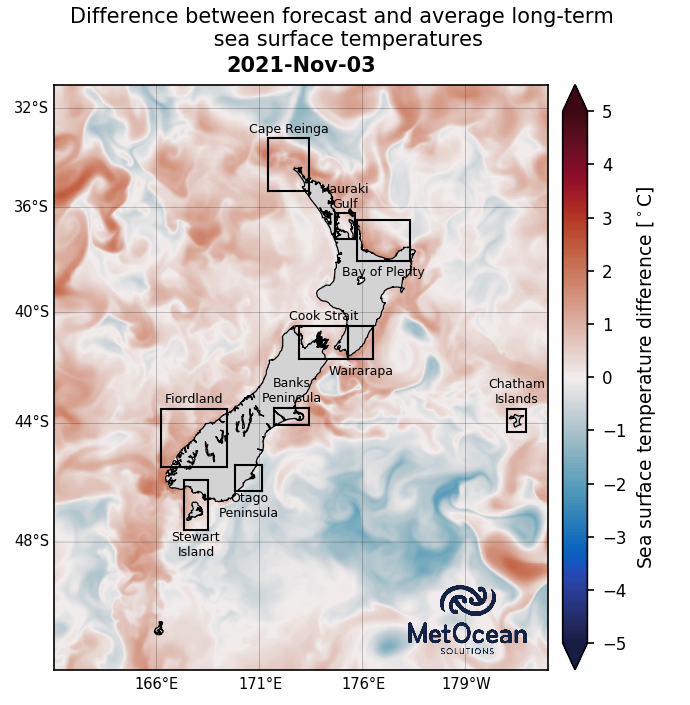 Difference between forecast and average long-term
sea surface temperatures
2021-Nov-03
32°S
36°S
40°S
44°S
48°S
166°E
171°E
176°E
179°W
Cape Reinga
Hauraki
Gulf
Bay of Plenty
Cook Strait
Wairarapa
Banks
Peninsula
Fiordland
Chatham
Islands
Otago
Peninsula
Stewart
Island
MetOcean
SOLUTIONS
5
4
3
2
1
0
−1
−2
−3
−4
−5
Sea surface temperature difference [°C]